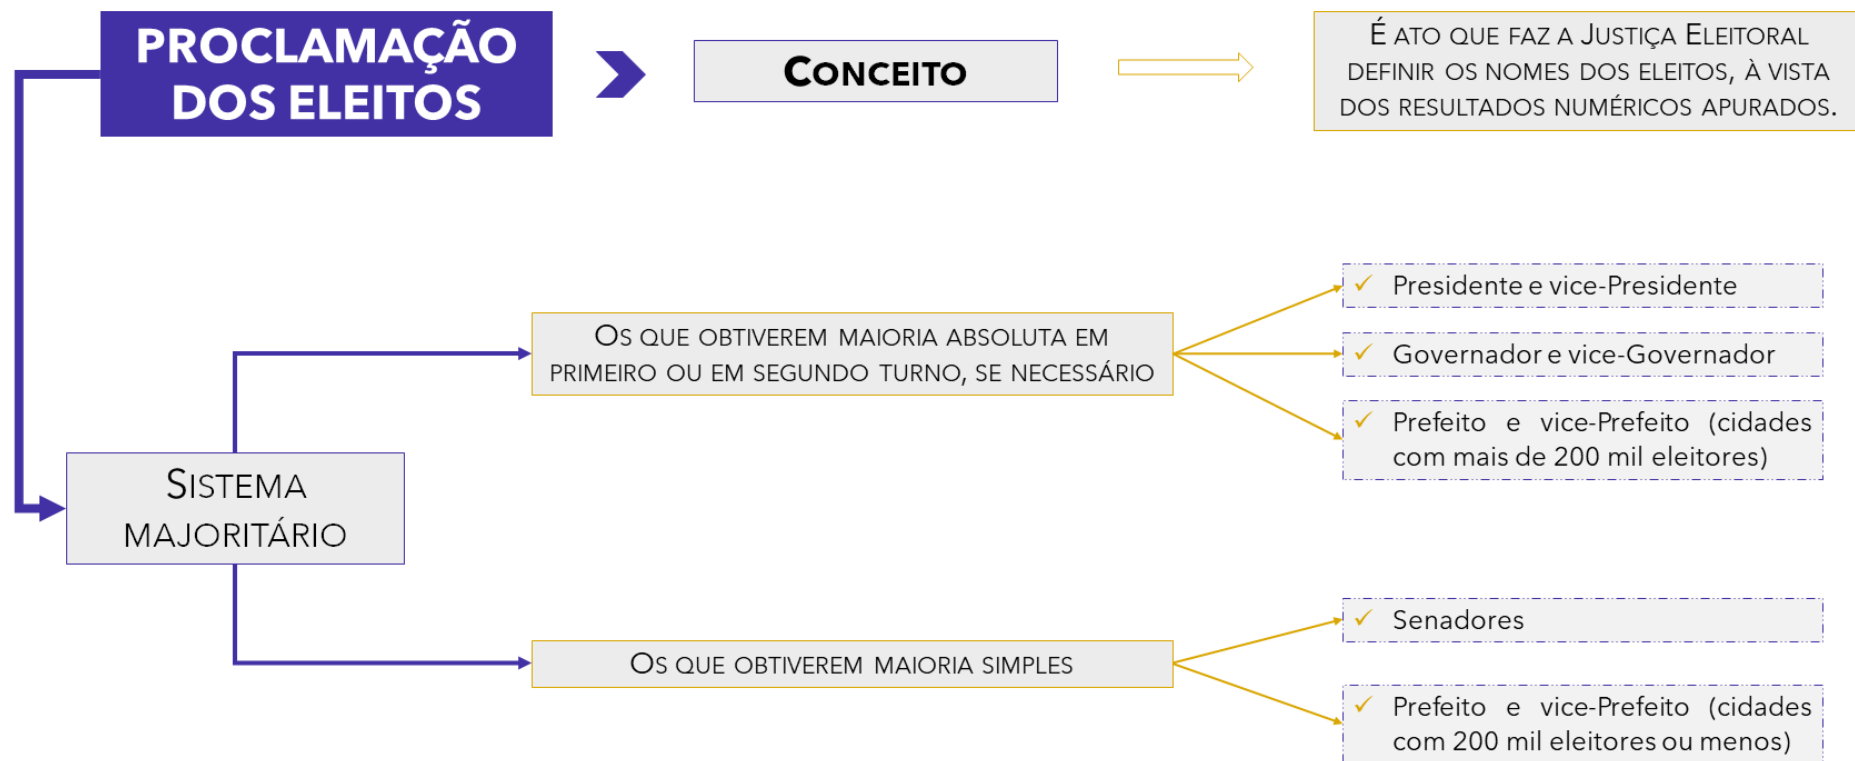 PROCLAMAÇÃO
DOS ELEITOS
CONCEITO
É ATO QUE FAZ A JUSTIÇA ELEITORAL
DEFINIR OS NOMES DOS ELEITOS, À VISTA
DOS RESULTADOS NUMÉRICOS APURADOS.
SISTEMA
MAJORITÁRIO
OS QUE OBTIVEREM MAIORIA ABSOLUTA EM
PRIMEIRO OU EM SEGUNDO TURNO, SE NECESSÁRIO
✓ Presidente e vice-Presidente
✓ Governador e vice-Governador
✓ Prefeito e vice-Prefeito (cidades
com mais de 200 mil eleitores)
OS QUE OBTIVEREM MAIORIA SIMPLES
✓ Senadores
✓ Prefeito e vice-Prefeito (cidades
com 200 mil eleitores ou menos)